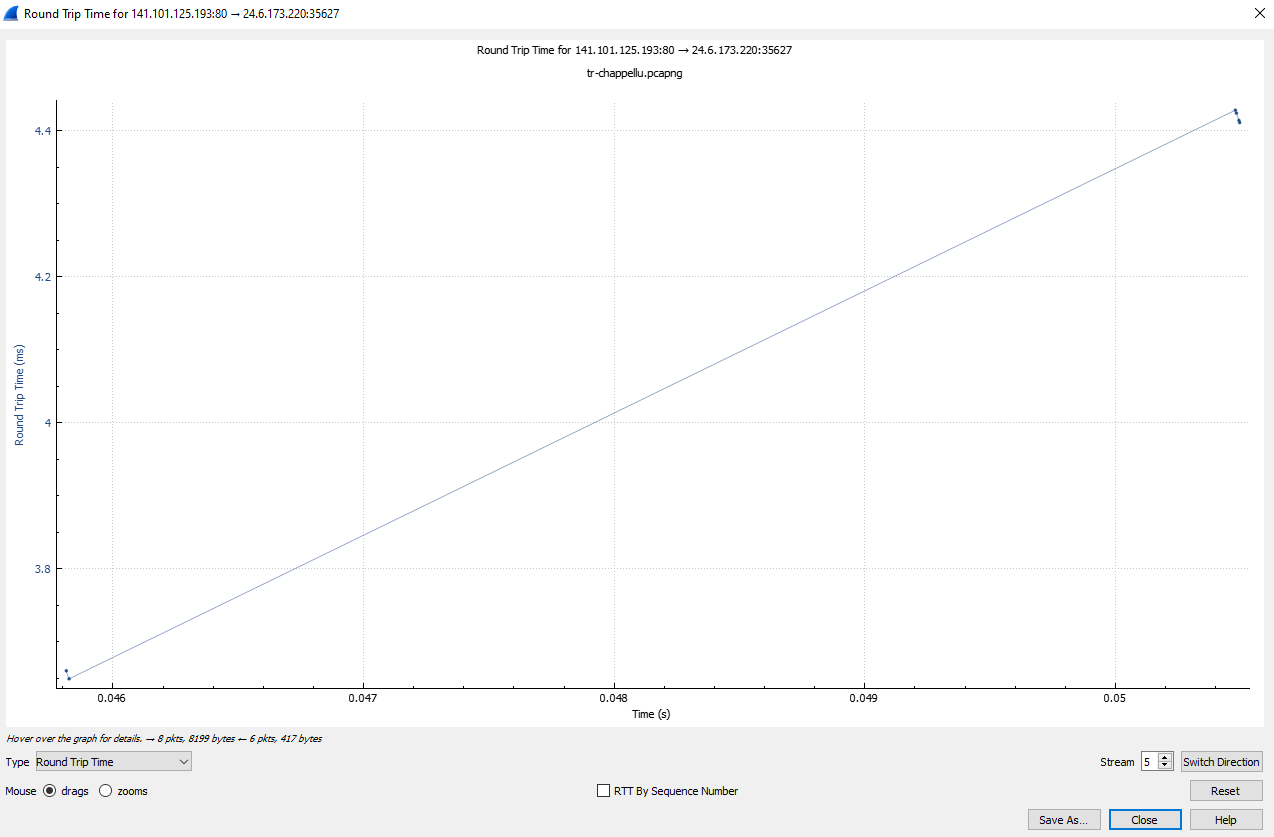 Round Trip Time for 141.101.125.193:80 → 24.6.173.220:35627
Round Trip Time for 141.101.125.193:80 → 24.6.173.220:35627
tr-chappellu.pcapng
4.4
4.2
4
3.8
Round Trip Time (ms)
0.046 0.047 0.048 0.049 0.05
Time (s)
Hover over the graph for details. → 8 pkts, 8199 bytes ← 6 pkts, 417 bytes
Type Round Trip Time Stream 5 Switch Direction
Mouse drags zooms RTT By Sequence Number Reset
Save As... Close Help